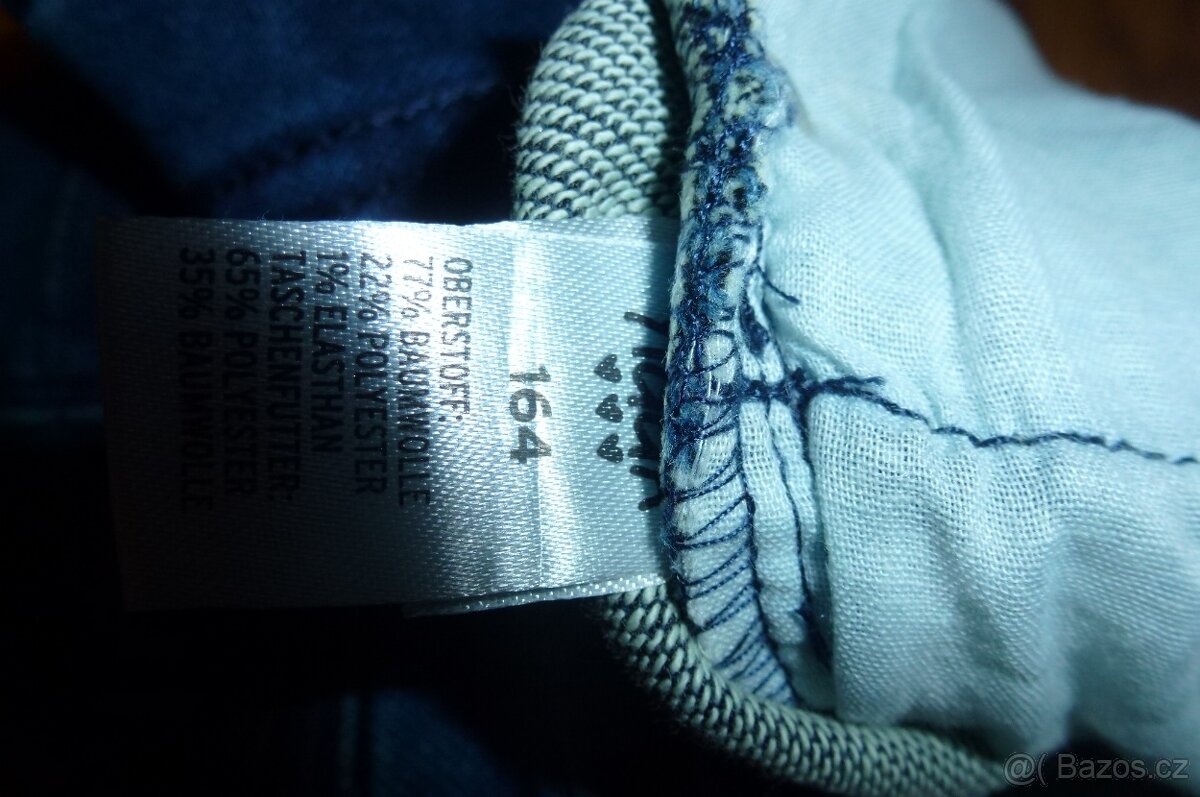 ♥♥♥
164
OBERSTOFF:
77% BAUMWOLLE
22% POLYESTER
1% ELASTHAN
TASCHENFUTTER:
65% POLYESTER
35% BAUMWOLLE
@( Bazos.cz